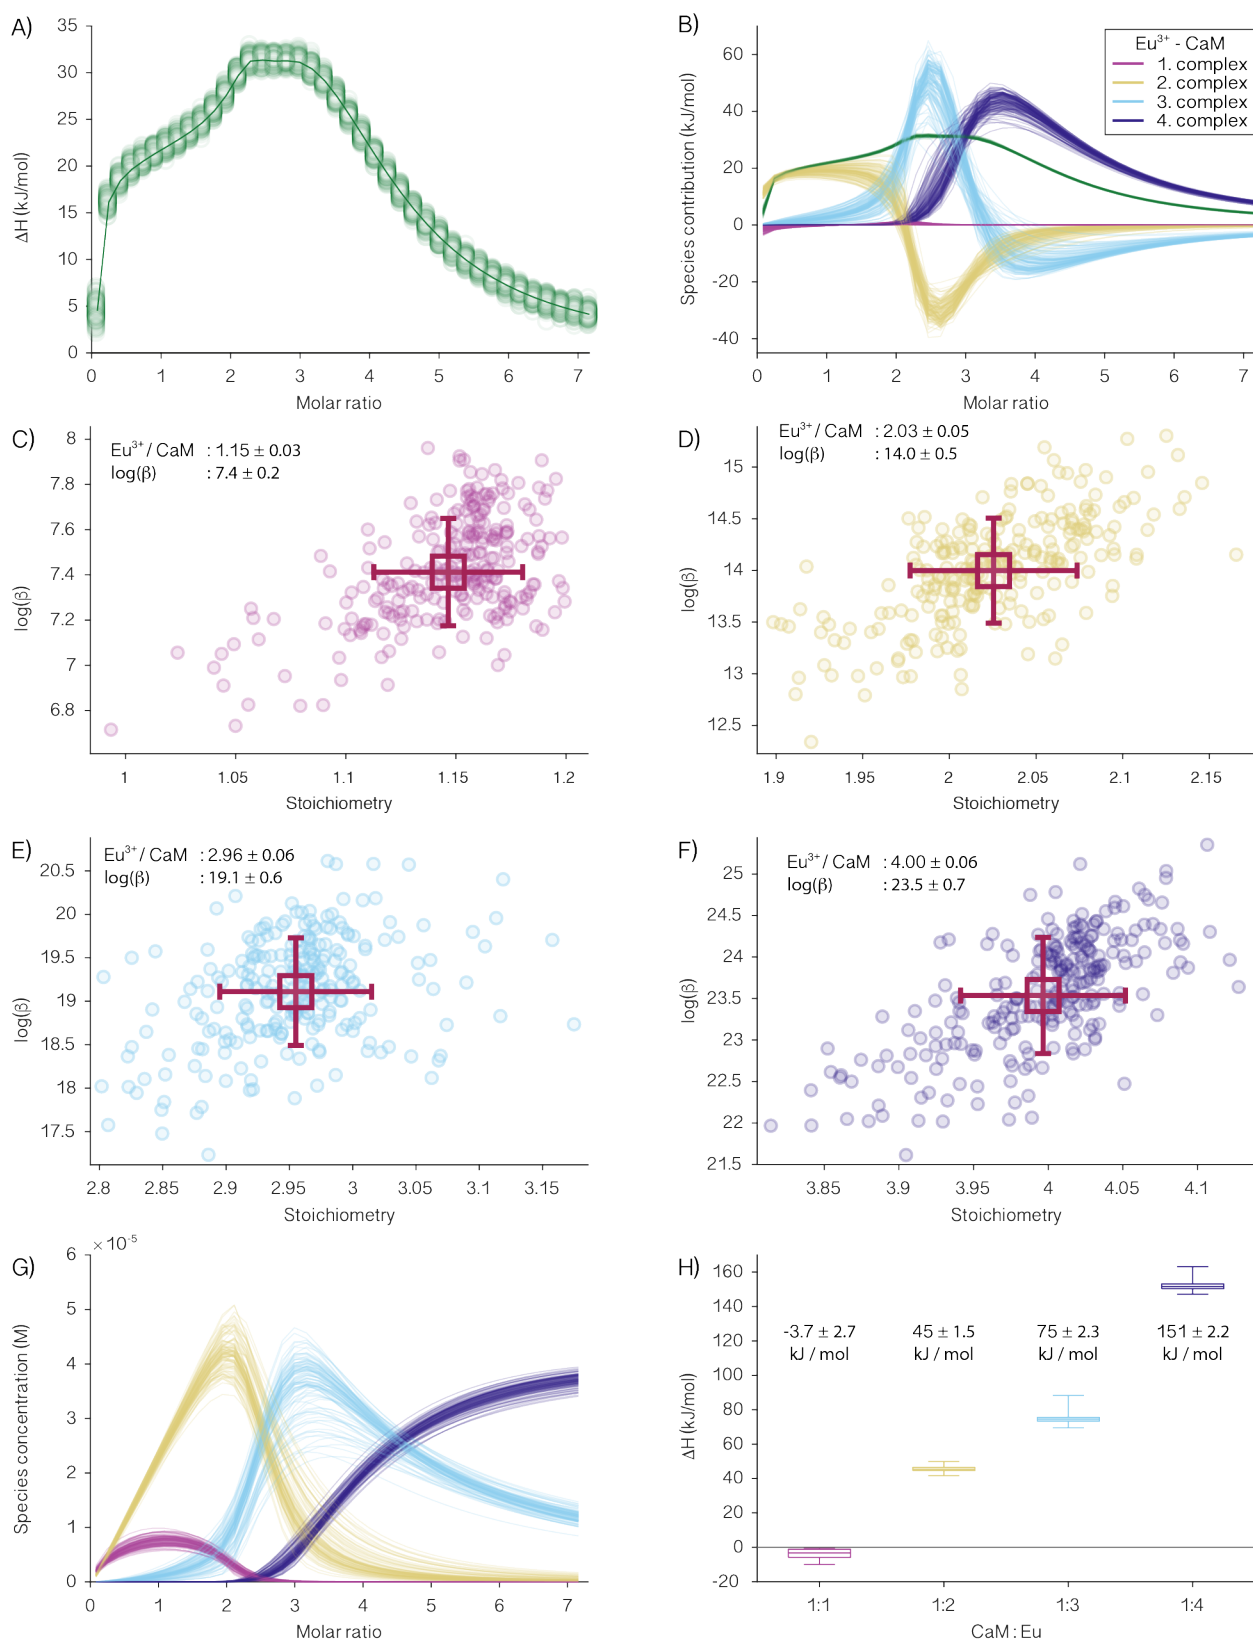 A)
35
30
25
20
15
10
5
0
ΔH (kJ/mol)
0 1 2 3 4 5 6 7
Molar ratio
B)
60
40
20
0
-20
-40
Species contribution (kJ/mol)
Eu³⁺ - CaM
1. complex
2. complex
3. complex
4. complex
0 1 2 3 4 5 6 7
Molar ratio
C)
Eu³⁺ / CaM : 1.15 ± 0.03
log(β) : 7.4 ± 0.2
8
7.8
7.6
7.4
7.2
7
6.8
log(β)
1 1.05 1.1 1.15 1.2
Stoichiometry
D)
Eu³⁺ / CaM : 2.03 ± 0.05
log(β) : 14.0 ± 0.5
15
14.5
14
13.5
13
12.5
log(β)
1.9 1.95 2 2.05 2.1 2.15
Stoichiometry
E)
Eu³⁺ / CaM : 2.96 ± 0.06
log(β) : 19.1 ± 0.6
20.5
20
19.5
19
18.5
18
17.5
log(β)
2.8 2.85 2.9 2.95 3 3.05 3.1 3.15
Stoichiometry
F)
Eu³⁺ / CaM : 4.00 ± 0.06
log(β) : 23.5 ± 0.7
25
24.5
24
23.5
23
22.5
22
21.5
log(β)
3.85 3.9 3.95 4 4.05 4.1
Stoichiometry
G)
× 10⁻⁵
6
5
4
3
2
1
0
Species concentration (M)
0 1 2 3 4 5 6 7
Molar ratio
H)
160
140
120
100
80
60
40
20
0
-20
ΔH (kJ/mol)
-3.7 ± 2.7 45 ± 1.5 75 ± 2.3 151 ± 2.2
kJ / mol kJ / mol kJ / mol kJ / mol
1:1 1:2 1:3 1:4
CaM : Eu